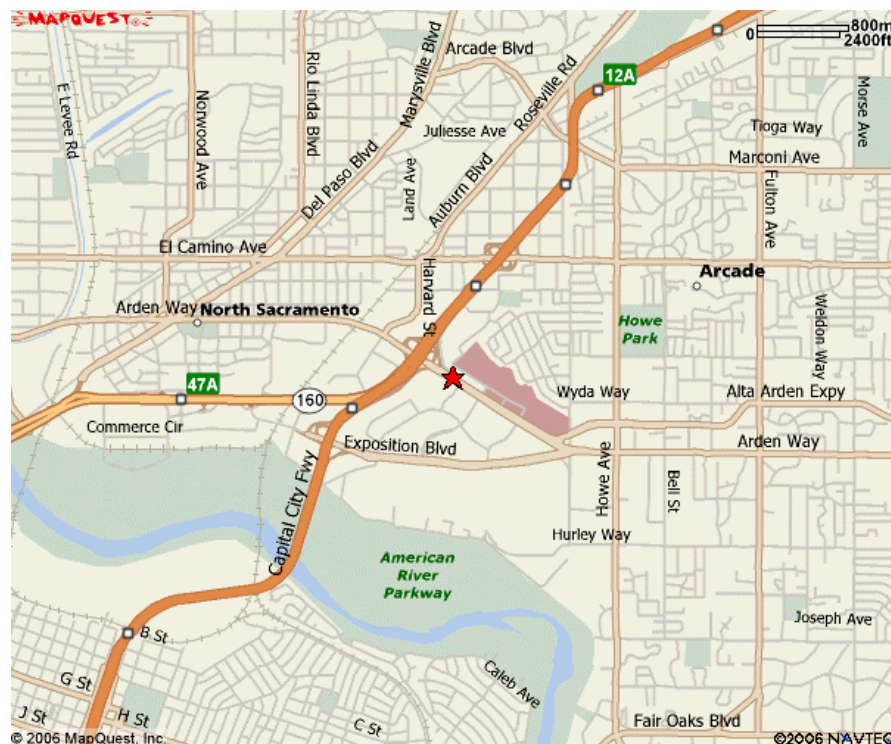 MAPQUEST
0 800m
2400ft
Arcade Blvd
Marysville Blvd
Rio Linda Blvd
Roseville Rd
12A
E Levee Rd
Norwood Ave
Juliesse Ave
Morse Ave
Tioga Way
Marconi Ave
Land Ave
Auburn Blvd
Del Paso Blvd
Fulton Ave
El Camino Ave
Harvard St
Arcade
Arden Way
North Sacramento
Howe
Park
Weldon Way
47A
160
Wyda Way
Alta Arden Expy
Commerce Cir
Exposition Blvd
Arden Way
Capital City Fwy
Howe Ave
Bell St
Hurley Way
American
River
Parkway
B St
Joseph Ave
G St
Caleb Ave
J St
H St
C St
Fair Oaks Blvd
© 2006 MapQuest, Inc.
©2006 NAVTEC